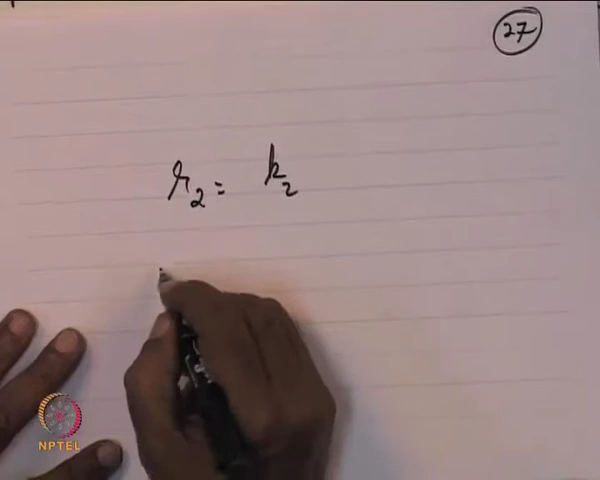 27
r₂ = k₂
NPTEL